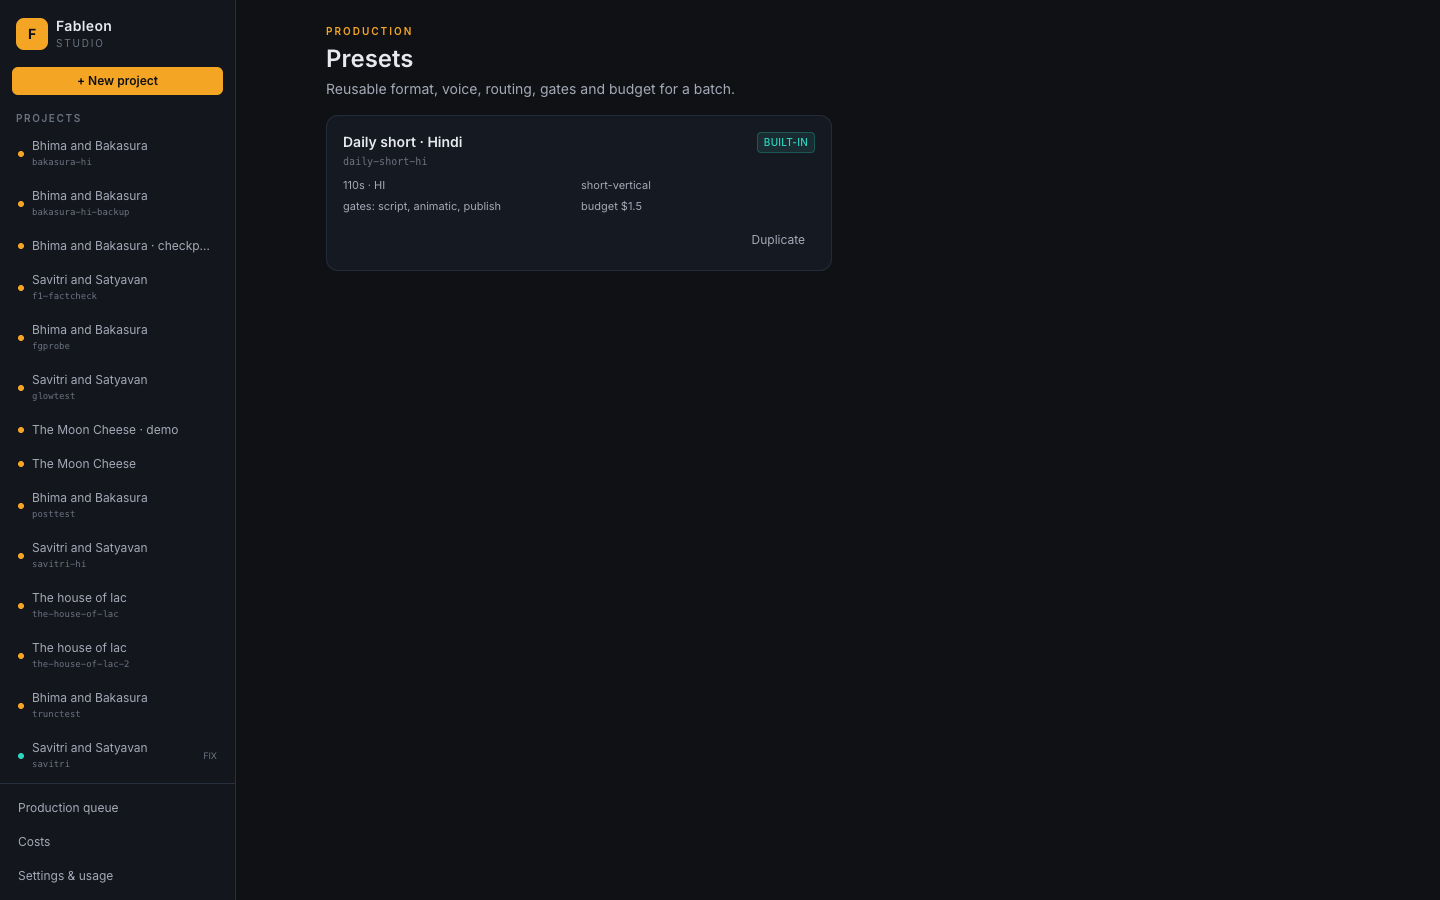 F
Fableon
STUDIO
+ New project
PROJECTS
Bhima and Bakasura
bakasura-hi
Bhima and Bakasura
bakasura-hi-backup
Bhima and Bakasura · checkp...
Savitri and Satyavan
f1-factcheck
Bhima and Bakasura
fgprobe
Savitri and Satyavan
glowtest
The Moon Cheese · demo
The Moon Cheese
Bhima and Bakasura
posttest
Savitri and Satyavan
savitri-hi
The house of lac
the-house-of-lac
The house of lac
the-house-of-lac-2
Bhima and Bakasura
trunctest
Savitri and Satyavan
savitri
FIX
Production queue
Costs
Settings & usage
PRODUCTION
Presets
Reusable format, voice, routing, gates and budget for a batch.
Daily short · Hindi
BUILT-IN
daily-short-hi
110s · HI
short-vertical
gates: script, animatic, publish
budget $1.5
Duplicate